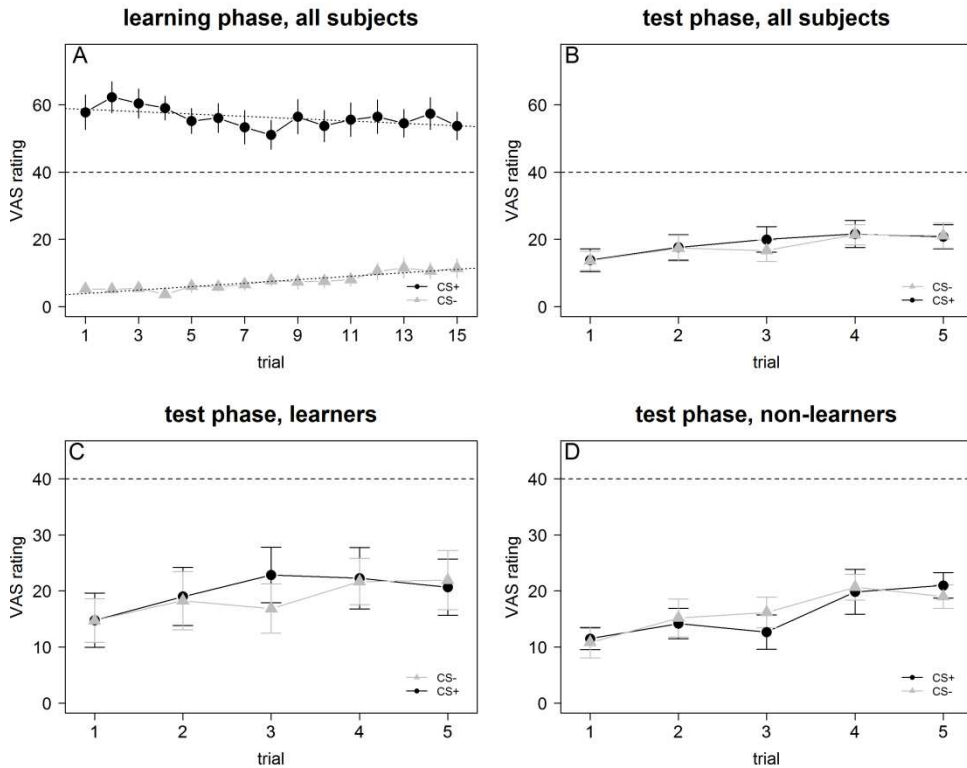 learning phase, all subjects
A
VAS rating
60
40
20
0
CS+
CS-
1 3 5 7 9 11 13 15
trial
test phase, all subjects
B
VAS rating
60
40
20
0
CS-
CS+
1 2 3 4 5
trial
test phase, learners
C
VAS rating
40
30
20
10
0
CS-
CS+
1 2 3 4 5
trial
test phase, non-learners
D
VAS rating
40
30
20
10
0
CS+
CS-
1 2 3 4 5
trial